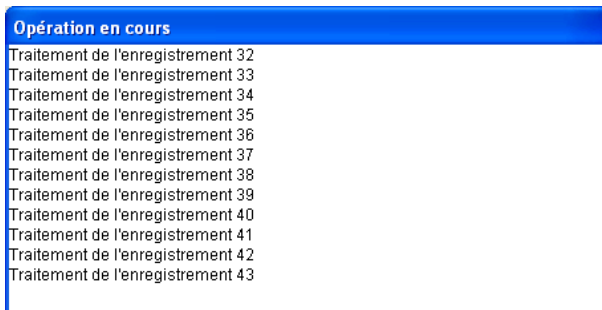 Opération en cours
Traitement de l'enregistrement 32
Traitement de l'enregistrement 33
Traitement de l'enregistrement 34
Traitement de l'enregistrement 35
Traitement de l'enregistrement 36
Traitement de l'enregistrement 37
Traitement de l'enregistrement 38
Traitement de l'enregistrement 39
Traitement de l'enregistrement 40
Traitement de l'enregistrement 41
Traitement de l'enregistrement 42
Traitement de l'enregistrement 43